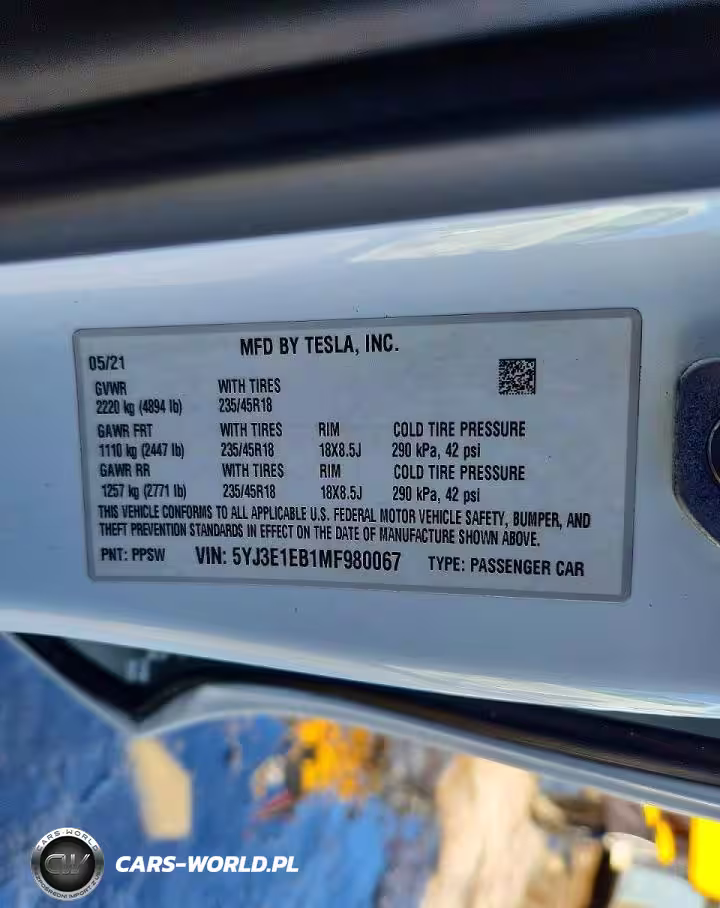 MFD BY TESLA, INC.
05/21
GVWR WITH TIRES
2220 kg (4894 lb) 235/45R18
GAWR FRT WITH TIRES RIM COLD TIRE PRESSURE
1110 kg (2447 lb) 235/45R18 18X8.5J 290 kPa, 42 psi
GAWR RR WITH TIRES RIM COLD TIRE PRESSURE
1257 kg (2771 lb) 235/45R18 18X8.5J 290 kPa, 42 psi
THIS VEHICLE CONFORMS TO ALL APPLICABLE U.S. FEDERAL MOTOR VEHICLE SAFETY, BUMPER, AND
THEFT PREVENTION STANDARDS IN EFFECT ON THE DATE OF MANUFACTURE SHOWN ABOVE.
PNT: PPSW VIN: 5YJ3E1EB1MF980067 TYPE: PASSENGER CAR
CARS-WORLD
CW
CARS-WORLD.PL